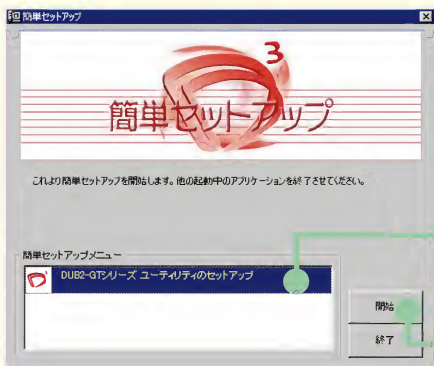 簡単セットアップ
3
簡単セットアップ
これより簡単セットアップを開始します。他の起動中のアプリケーションを終了させてください。
簡単セットアップメニュー
DUB2-GTシリーズ ユーティリティのセットアップ
開始
終了